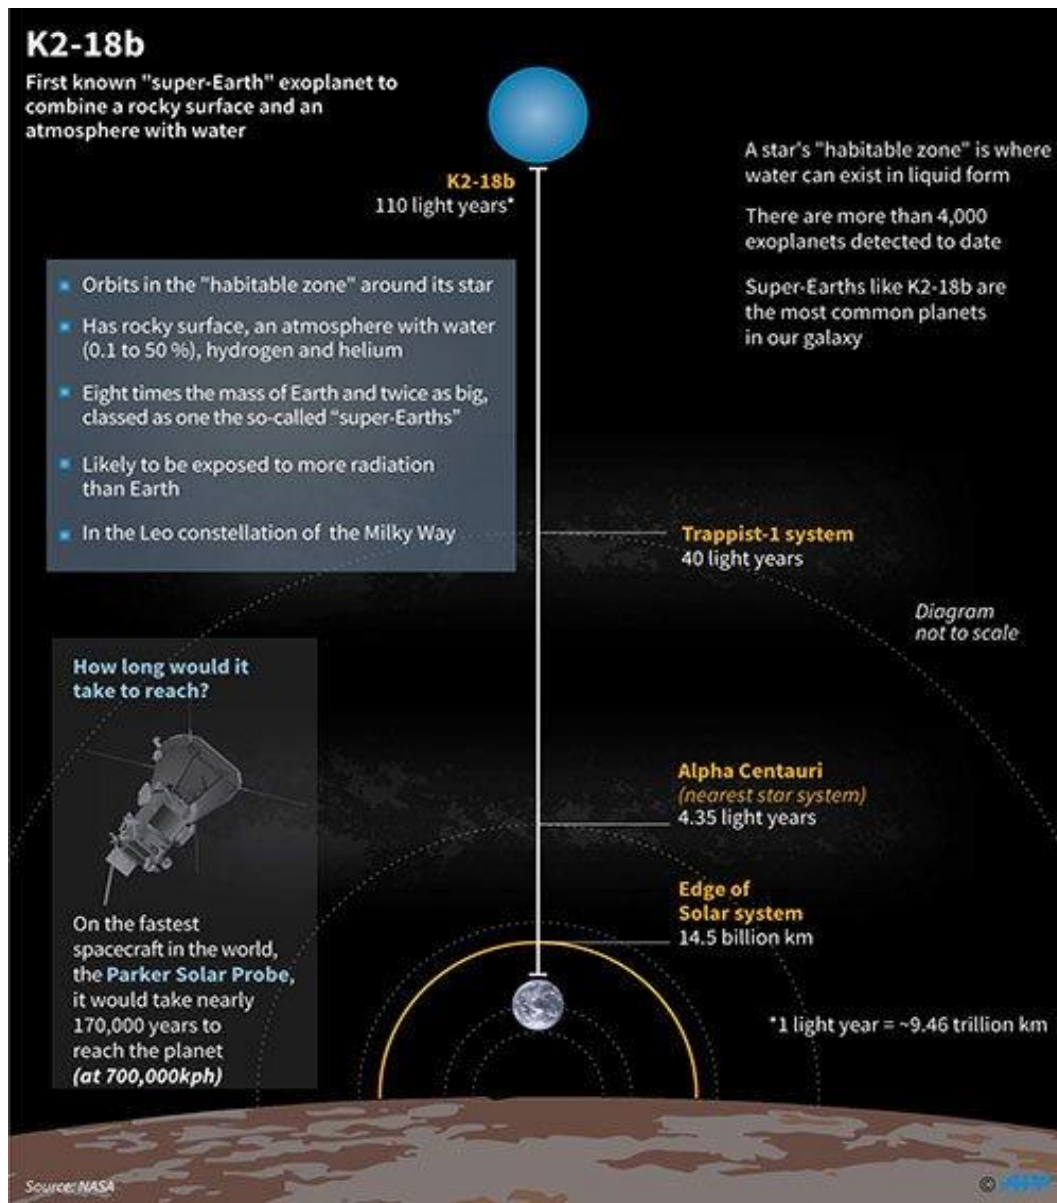 K2-18b
First known "super-Earth" exoplanet to
combine a rocky surface and an
atmosphere with water
K2-18b
110 light years*
A star's "habitable zone" is where
water can exist in liquid form
There are more than 4,000
exoplanets detected to date
Super-Earths like K2-18b are
the most common planets
in our galaxy
Orbits in the "habitable zone" around its star
Has rocky surface, an atmosphere with water
(0.1 to 50 %), hydrogen and helium
Eight times the mass of Earth and twice as big,
classed as one the so-called “super-Earths”
Likely to be exposed to more radiation
than Earth
In the Leo constellation of the Milky Way
Trappist-1 system
40 light years
Diagram
not to scale
How long would it
take to reach?
On the fastest
spacecraft in the world,
the Parker Solar Probe,
it would take nearly
170,000 years to
reach the planet
(at 700,000kph)
Alpha Centauri
(nearest star system)
4.35 light years
Edge of
Solar system
14.5 billion km
*1 light year = ~9.46 trillion km
Source: NASA
© AFP